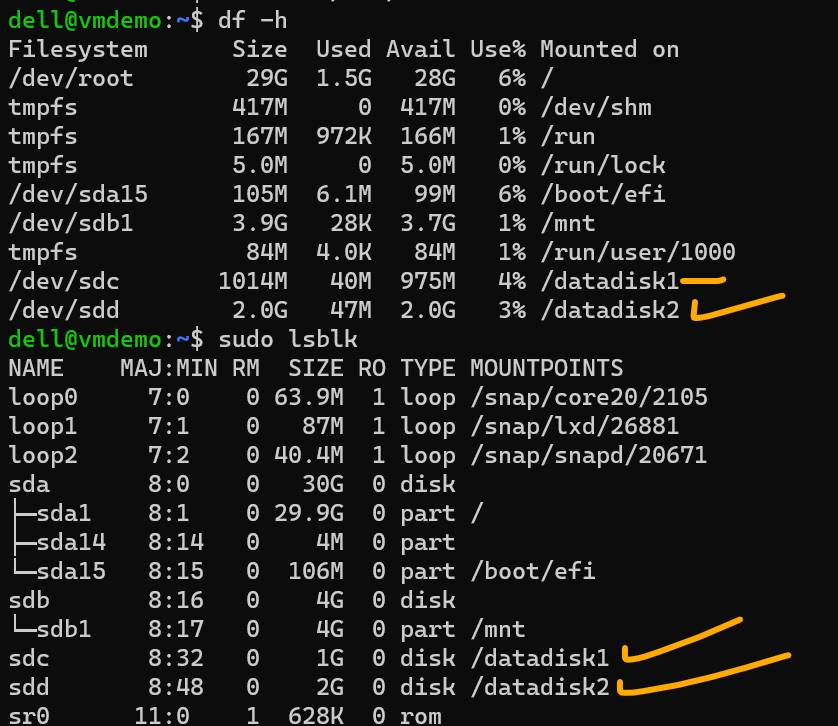 dell@vmdemo:~$ df -h
Filesystem      Size  Used Avail Use% Mounted on
/dev/root        29G  1.5G   28G   6% /
tmpfs           417M     0  417M   0% /dev/shm
tmpfs           167M  972K  166M   1% /run
tmpfs           5.0M     0  5.0M   0% /run/lock
/dev/sda15      105M  6.1M   99M   6% /boot/efi
/dev/sdb1       3.9G   28K  3.7G   1% /mnt
tmpfs            84M  4.0K   84M   1% /run/user/1000
/dev/sdc       1014M   40M  975M   4% /datadisk1
/dev/sdd        2.0G   47M  2.0G   3% /datadisk2
dell@vmdemo:~$ sudo lsblk
NAME    MAJ:MIN RM  SIZE RO TYPE MOUNTPOINTS
loop0     7:0    0 63.9M  1 loop /snap/core20/2105
loop1     7:1    0   87M  1 loop /snap/lxd/26881
loop2     7:2    0 40.4M  1 loop /snap/snapd/20671
sda       8:0    0   30G  0 disk
├─sda1    8:1    0 29.9G  0 part /
├─sda14   8:14   0    4M  0 part
└─sda15   8:15   0  106M  0 part /boot/efi
sdb       8:16   0    4G  0 disk
└─sdb1    8:17   0    4G  0 part /mnt
sdc       8:32   0    1G  0 disk /datadisk1
sdd       8:48   0    2G  0 disk /datadisk2
sr0      11:0    1  628K  0 rom